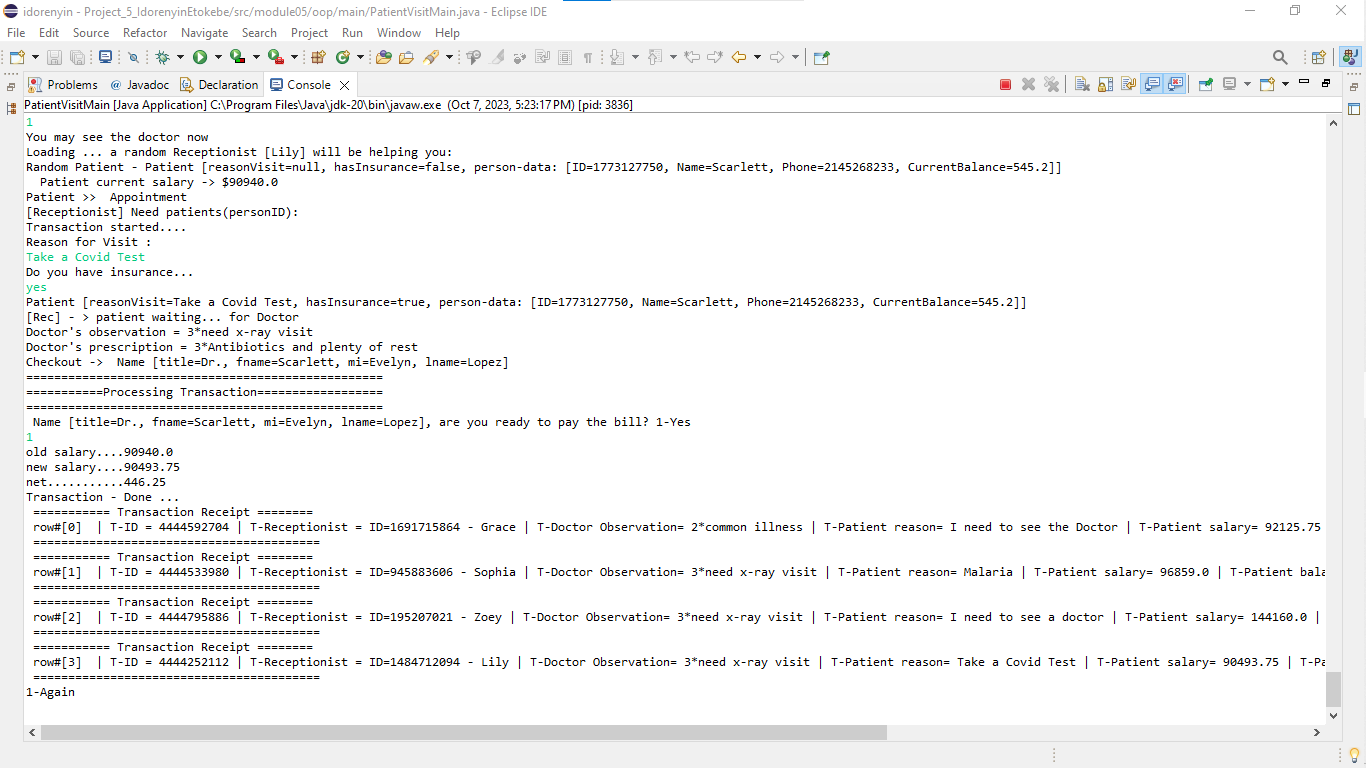 idorenyin - Project_5_IdorenyinEtokebe/src/module05/oop/main/PatientVisitMain.java - Eclipse IDE
File Edit Source Refactor Navigate Search Project Run Window Help
Problems @ Javadoc Declaration Console
PatientVisitMain [Java Application] C:\Program Files\Java\jdk-20\bin\javaw.exe (Oct 7, 2023, 5:23:17 PM) [pid: 3836]
1
You may see the doctor now
Loading ... a random Receptionist [Lily] will be helping you:
Random Patient - Patient [reasonVisit=null, hasInsurance=false, person-data: [ID=1773127750, Name=Scarlett, Phone=2145268233, CurrentBalance=545.2]]
Patient current salary -> $90940.0
Patient >>  Appointment
[Receptionist] Need patients(personID):
Transaction started....
Reason for Visit :
Take a Covid Test
Do you have insurance...
yes
Patient [reasonVisit=Take a Covid Test, hasInsurance=true, person-data: [ID=1773127750, Name=Scarlett, Phone=2145268233, CurrentBalance=545.2]]
[Rec] - > patient waiting... for Doctor
Doctor's observation = 3*need x-ray visit
Doctor's prescription = 3*Antibiotics and plenty of rest
Checkout ->  Name [title=Dr., fname=Scarlett, mi=Evelyn, lname=Lopez]
===================================================
===========Processing Transaction==================
===================================================
Name [title=Dr., fname=Scarlett, mi=Evelyn, lname=Lopez], are you ready to pay the bill? 1-Yes
1
old salary....90940.0
new salary....90493.75
net...........446.25
Transaction - Done ...
=========== Transaction Receipt ========
row#[0]  | T-ID = 4444592704 | T-Receptionist = ID=1691715864 - Grace | T-Doctor Observation= 2*common illness | T-Patient reason= I need to see the Doctor | T-Patient salary= 92125.75
=========================================
=========== Transaction Receipt ========
row#[1]  | T-ID = 4444533980 | T-Receptionist = ID=945883606 - Sophia | T-Doctor Observation= 3*need x-ray visit | T-Patient reason= Malaria | T-Patient salary= 96859.0 | T-Patient bala
=========================================
=========== Transaction Receipt ========
row#[2]  | T-ID = 4444795886 | T-Receptionist = ID=195207021 - Zoey | T-Doctor Observation= 3*need x-ray visit | T-Patient reason= I need to see a doctor | T-Patient salary= 144160.0 |
=========================================
=========== Transaction Receipt ========
row#[3]  | T-ID = 4444252112 | T-Receptionist = ID=1484712094 - Lily | T-Doctor Observation= 3*need x-ray visit | T-Patient reason= Take a Covid Test | T-Patient salary= 90493.75 | T-Pa
=========================================
1-Again